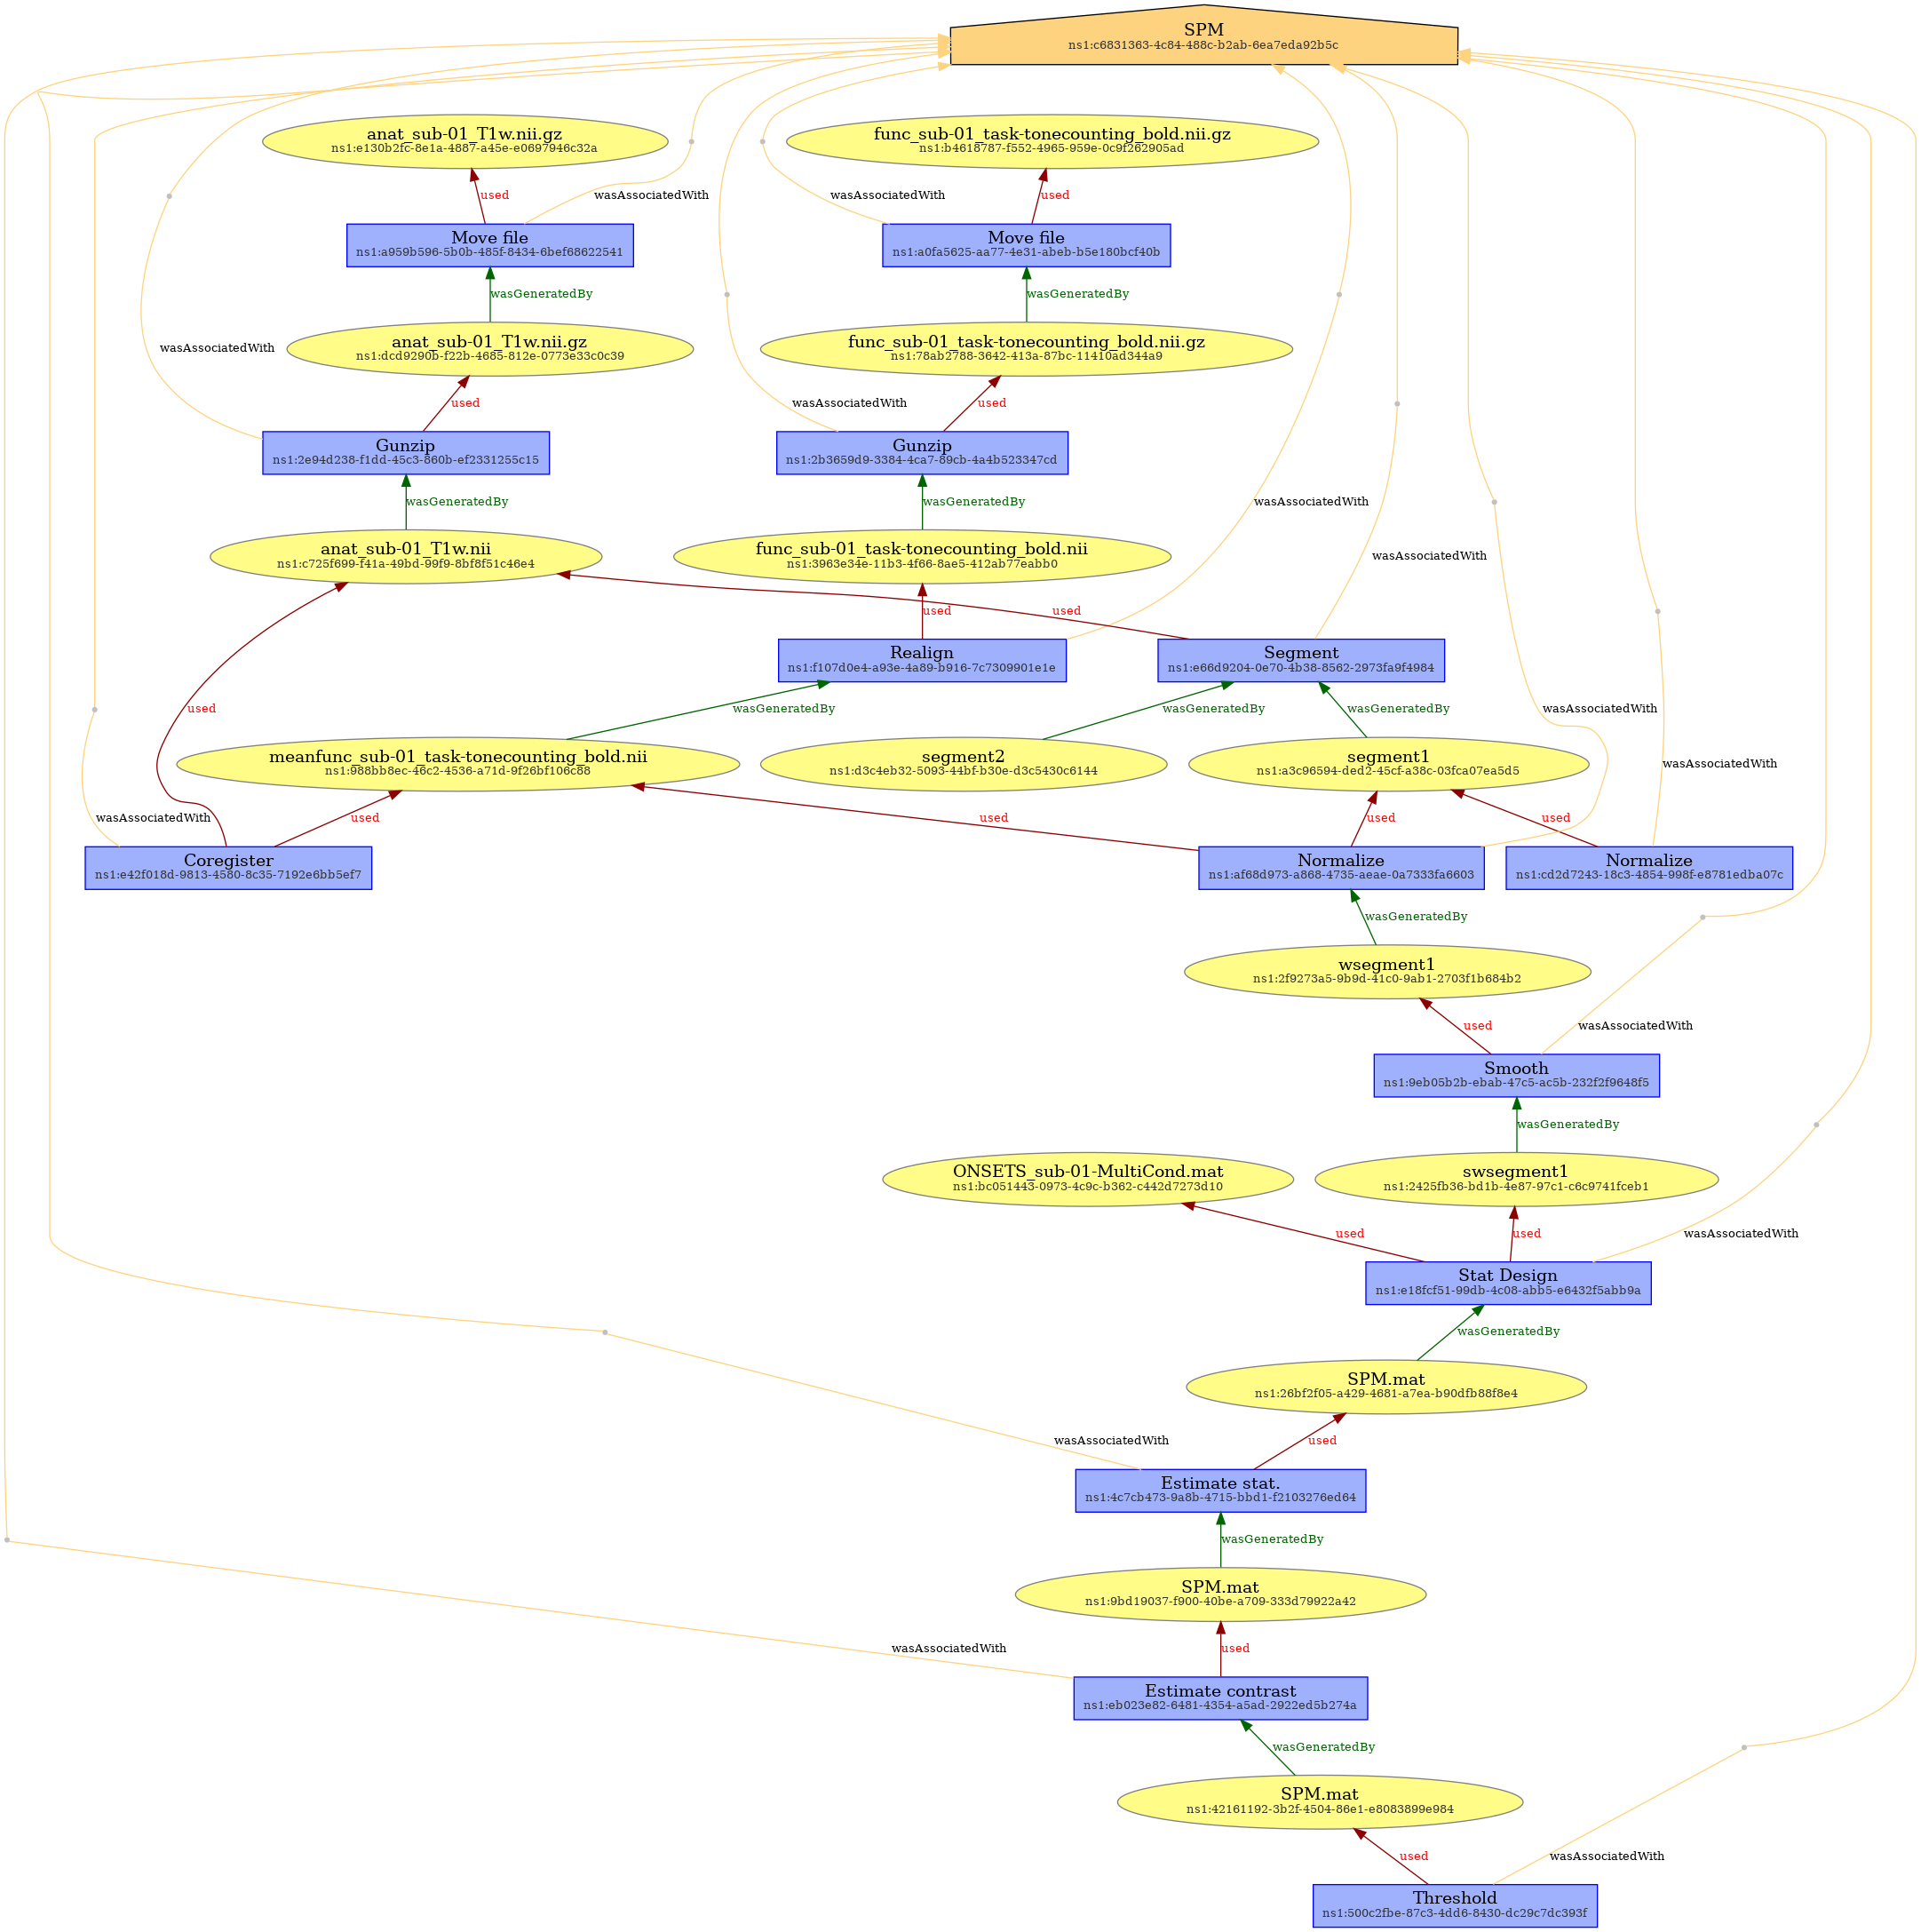 SPM
ns1:c6831363-4c84-488c-b2ab-6ea7eda92b5c
anat_sub-01_T1w.nii.gz
ns1:e130b2fc-8e1a-4887-a45e-e0697946c32a
func_sub-01_task-tonecounting_bold.nii.gz
ns1:b4618787-f552-4965-959e-0c9f262905ad
used
wasAssociatedWith
wasAssociatedWith
used
Move file
ns1:a959b596-5b0b-485f-8434-6bef68622541
Move file
ns1:a0fa5625-aa77-4e31-abeb-b5e180bcf40b
wasGeneratedBy
wasGeneratedBy
wasAssociatedWith
anat_sub-01_T1w.nii.gz
ns1:dcd9290b-f22b-4685-812e-0773e33c0c39
func_sub-01_task-tonecounting_bold.nii.gz
ns1:78ab2788-3642-413a-87bc-11410ad344a9
used
wasAssociatedWith
used
Gunzip
ns1:2e94d238-f1dd-45c3-860b-ef2331255c15
Gunzip
ns1:2b3659d9-3384-4ca7-89cb-4a4b523347cd
wasGeneratedBy
wasGeneratedBy
wasAssociatedWith
anat_sub-01_T1w.nii
ns1:c725f699-f41a-49bd-99f9-8bf8f51c46e4
func_sub-01_task-tonecounting_bold.nii
ns1:3963e34e-11b3-4f66-8ae5-412ab77eabb0
wasAssociatedWith
used
used
Realign
ns1:f107d0e4-a93e-4a89-b916-7c7309901e1e
Segment
ns1:e66d9204-0e70-4b38-8562-2973fa9f4984
used
wasGeneratedBy
wasGeneratedBy
wasGeneratedBy
wasAssociatedWith
meanfunc_sub-01_task-tonecounting_bold.nii
ns1:988bb8ec-46c2-4536-a71d-9f26bf106c88
segment2
ns1:d3c4eb32-5093-44bf-b30e-d3c5430c6144
segment1
ns1:a3c96594-ded2-45cf-a38c-03fca07ea5d5
wasAssociatedWith
wasAssociatedWith
used
used
used
used
Coregister
ns1:e42f018d-9813-4580-8c35-7192e6bb5ef7
Normalize
ns1:af68d973-a868-4735-aeae-0a7333fa6603
Normalize
ns1:cd2d7243-18c3-4854-998f-e8781edba07c
wasGeneratedBy
wsegment1
ns1:2f9273a5-9b9d-41c0-9ab1-2703f1b684b2
used
wasAssociatedWith
Smooth
ns1:9eb05b2b-ebab-47c5-ac5b-232f2f9648f5
wasGeneratedBy
ONSETS_sub-01-MultiCond.mat
ns1:bc051443-0973-4c9c-b362-c442d7273d10
swsegment1
ns1:2425fb36-bd1b-4e87-97c1-c6c9741fceb1
used
used
wasAssociatedWith
Stat Design
ns1:e18fcf51-99db-4c08-abb5-e6432f5abb9a
wasGeneratedBy
SPM.mat
ns1:26bf2f05-a429-4681-a7ea-b90dfb88f8e4
wasAssociatedWith
used
Estimate stat.
ns1:4c7cb473-9a8b-4715-bbd1-f2103276ed64
wasGeneratedBy
SPM.mat
ns1:9bd19037-f900-40be-a709-333d79922a42
wasAssociatedWith
used
Estimate contrast
ns1:eb023e82-6481-4354-a5ad-2922ed5b274a
wasGeneratedBy
SPM.mat
ns1:42161192-3b2f-4504-86e1-e8083899e984
used
wasAssociatedWith
Threshold
ns1:500c2fbe-87c3-4dd6-8430-dc29c7dc393f